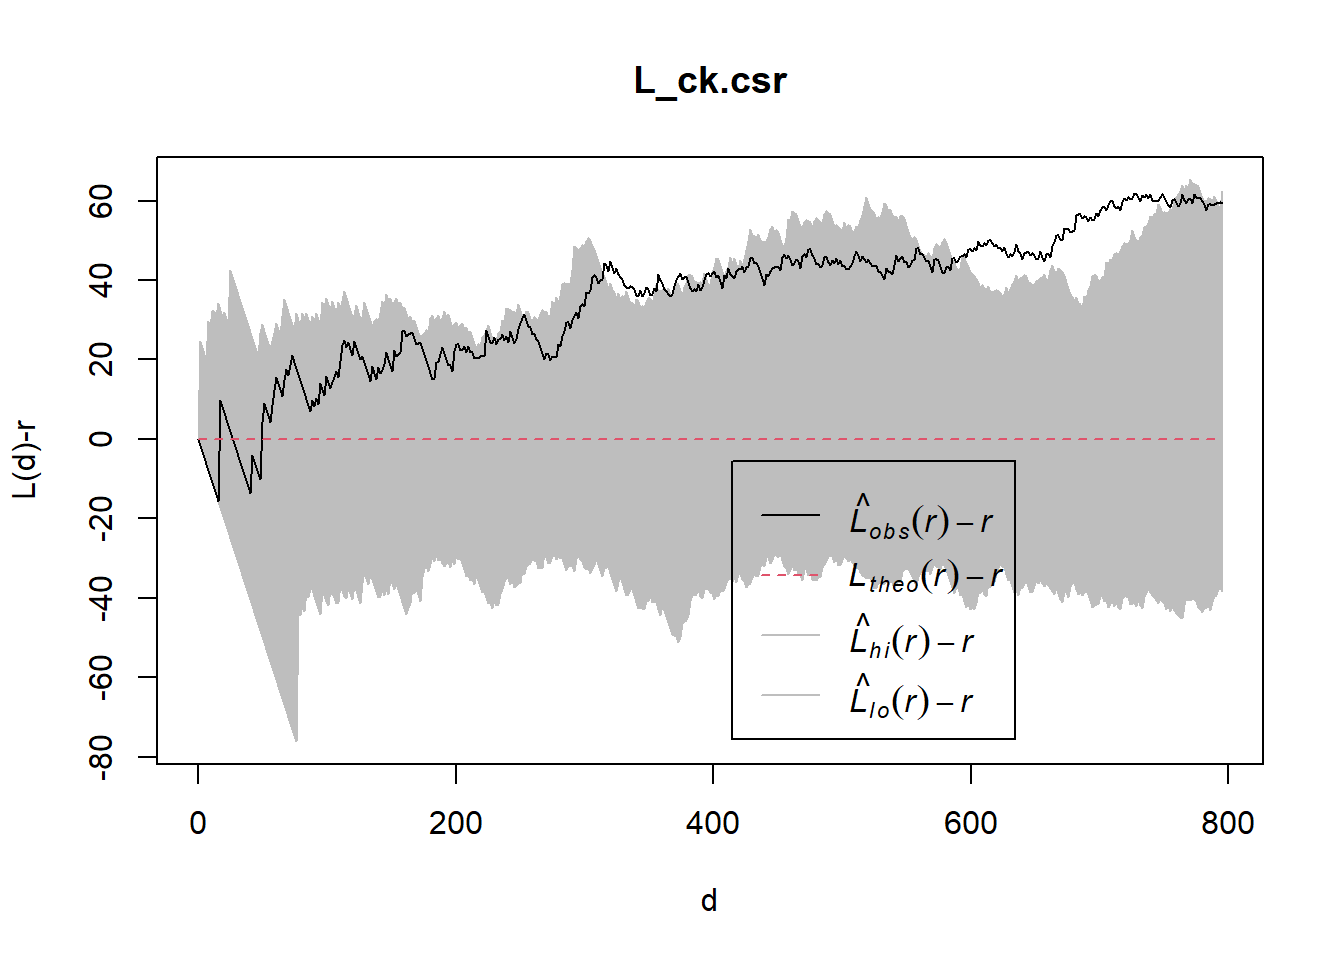 L_ck.csr
L(d)-r
60
40
20
0
-20
-40
-60
-80
L̂obs(r) − r
Ltheo(r) − r
L̂hi(r) − r
L̂lo(r) − r
0 200 400 600 800
d